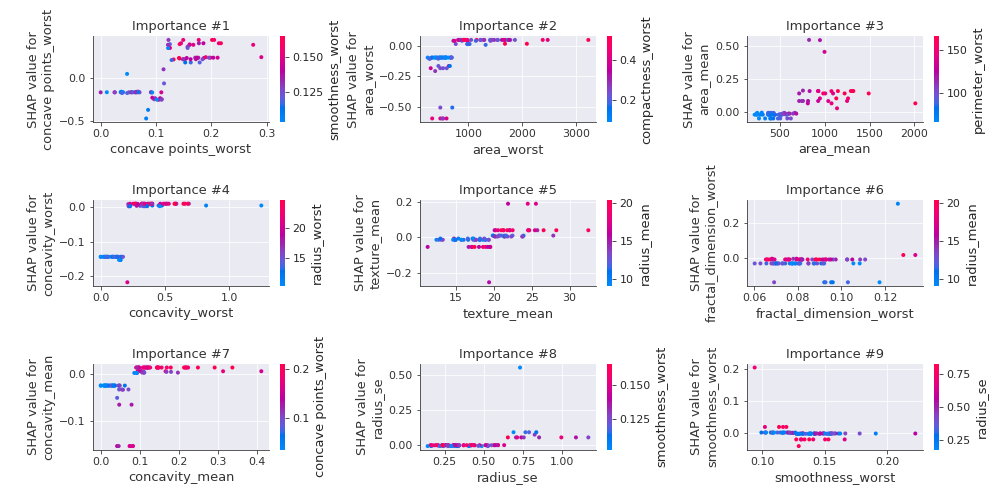 Importance #1
SHAP value for
concave points_worst
0.0
−0.5
0.0
0.1
0.2
0.3
concave points_worst
0.150
0.125
smoothness_worst
Importance #2
SHAP value for
area_worst
0.00
−0.25
−0.50
1000
2000
3000
area_worst
0.4
0.2
compactness_worst
Importance #3
SHAP value for
area_mean
0.50
0.25
0.00
500
1000
1500
2000
area_mean
150
100
perimeter_worst
Importance #4
SHAP value for
concavity_worst
0.0
−0.1
−0.2
0.0
0.5
1.0
concavity_worst
20
15
radius_worst
Importance #5
SHAP value for
texture_mean
0.2
0.0
−0.2
15
20
25
30
texture_mean
20
15
10
radius_mean
Importance #6
SHAP value for
fractal_dimension_worst
0.2
0.0
0.06
0.08
0.10
0.12
fractal_dimension_worst
20
15
10
radius_mean
Importance #7
SHAP value for
concavity_mean
0.0
−0.1
0.0
0.1
0.2
0.3
0.4
concavity_mean
0.2
0.1
concave points_worst
Importance #8
SHAP value for
radius_se
0.50
0.25
0.00
0.25
0.50
0.75
1.00
radius_se
0.150
0.125
smoothness_worst
Importance #9
SHAP value for
smoothness_worst
0.2
0.0
0.10
0.15
0.20
smoothness_worst
0.75
0.50
0.25
radius_se